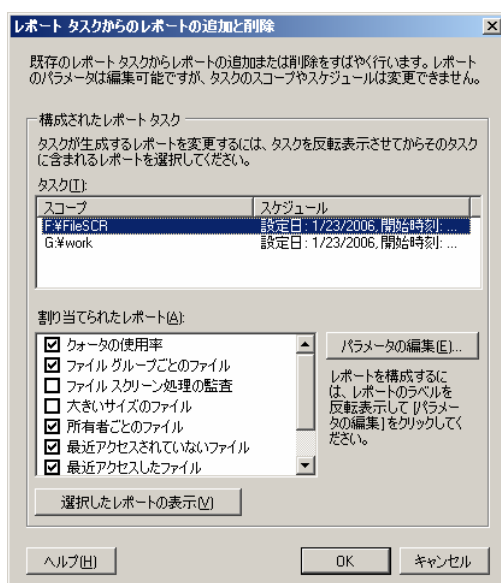 レポート タスクからのレポートの追加と削除
既存のレポート タスクからレポートの追加または削除をすばやく行います。レポート
のパラメータは編集可能ですが、タスクのスコープやスケジュールは変更できません。
構成されたレポート タスク
タスクが生成するレポートを変更するには、タスクを反転表示させてからそのタスク
に含まれるレポートを選択してください。
タスク(T):
スコープ スケジュール
F:¥FileSCR 設定日: 1/23/2006, 開始時刻: ...
G:¥work 設定日: 1/23/2006, 開始時刻: ...
割り当てられたレポート(A):
クォータの使用率
ファイル グループごとのファイル
ファイル スクリーン処理の監査
大きいサイズのファイル
所有者ごとのファイル
最近アクセスされていないファイル
最近アクセスしたファイル
パラメータの編集(E)...
レポートを構成するに
は、レポートのラベルを
反転表示して [パラメー
タの編集] をクリックしてく
ださい。
選択したレポートの表示(V)
ヘルプ(H) OK キャンセル